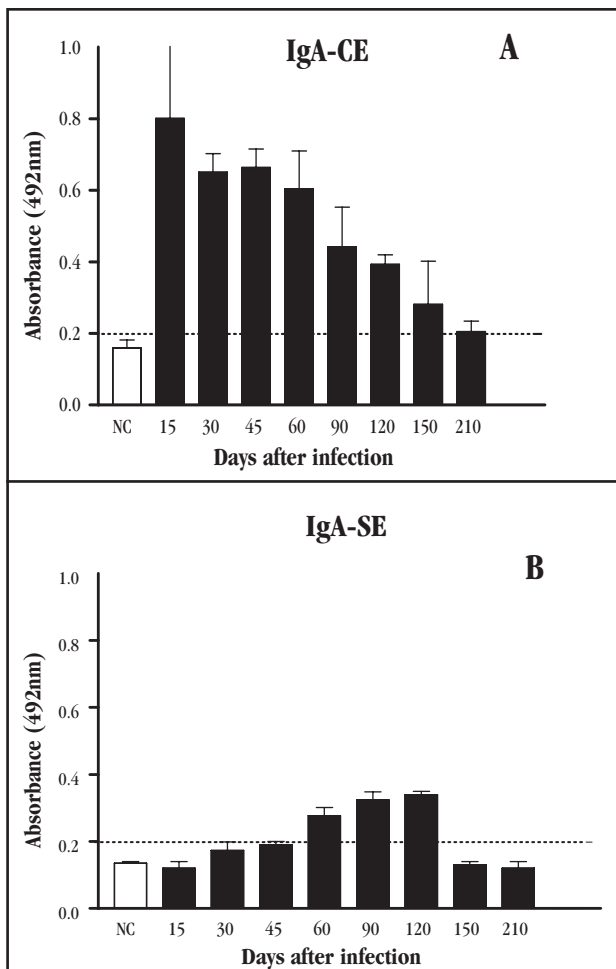 IgA-CE
A
Absorbance (492nm)
1.0
0.8
0.6
0.4
0.2
0.0
NC 15 30 45 60 90 120 150 210
Days after infection
IgA-SE
B
Absorbance (492nm)
1.0
0.8
0.6
0.4
0.2
0.0
NC 15 30 45 60 90 120 150 210
Days after infection